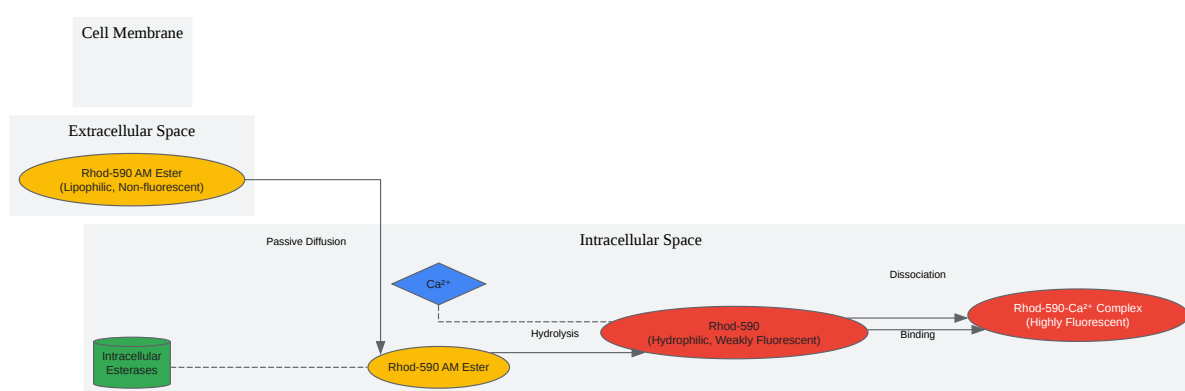 Cell Membrane
Extracellular Space
Rhod-590 AM Ester
(Lipophilic, Non-fluorescent)
Passive Diffusion
Intracellular Space
Ca²⁺
Dissociation
Rhod-590-Ca²⁺ Complex
(Highly Fluorescent)
Rhod-590
(Hydrophilic, Weakly Fluorescent)
Hydrolysis
Binding
Intracellular
Esterases
Rhod-590 AM Ester